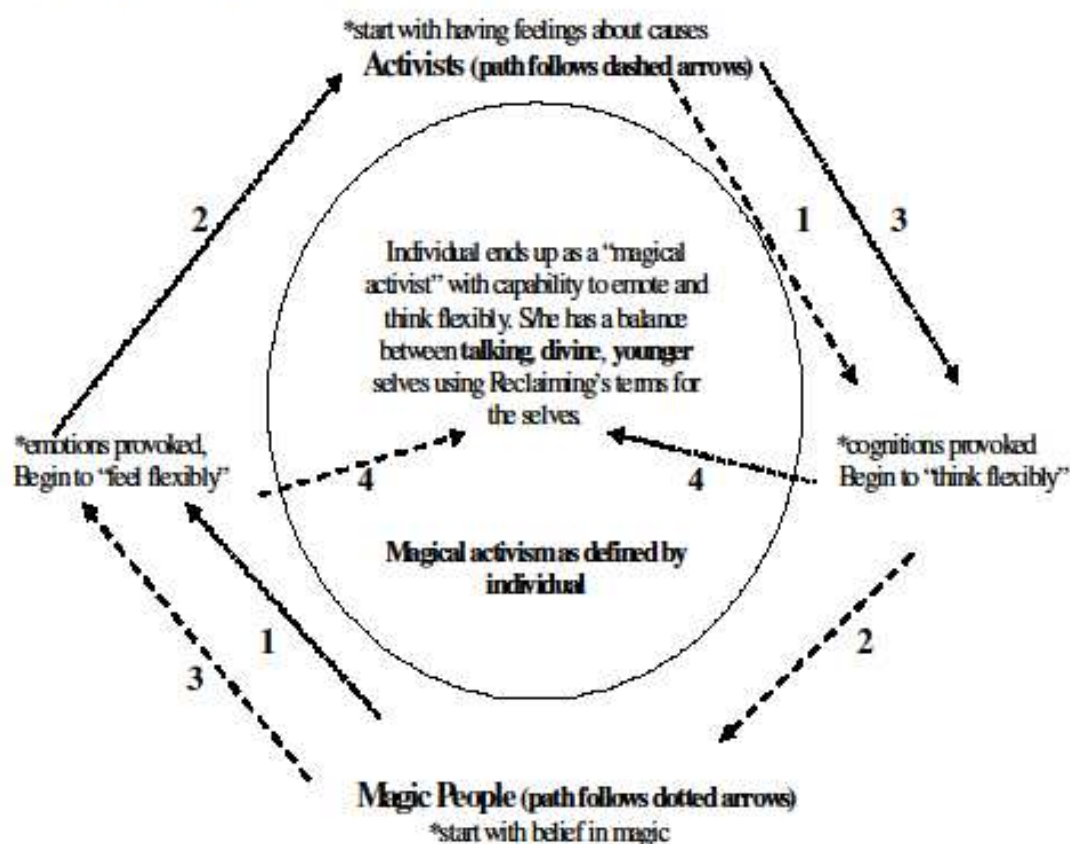 *start with having feelings about causes
Activists (path follows dashed arrows)
2
1
3
Individual ends up as a “magical
activist” with capability to emote and
think flexibly. S/he has a balance
between talking, divine, younger
selves using Reclaiming’s terms for
the selves.
*emotions provoked,
Begin to “feel flexibly”
*cognitions provoked
Begin to “think flexibly”
4
4
Magical activism as defined by
individual
1
3
2
Magic People (path follows dotted arrows)
*start with belief in magic